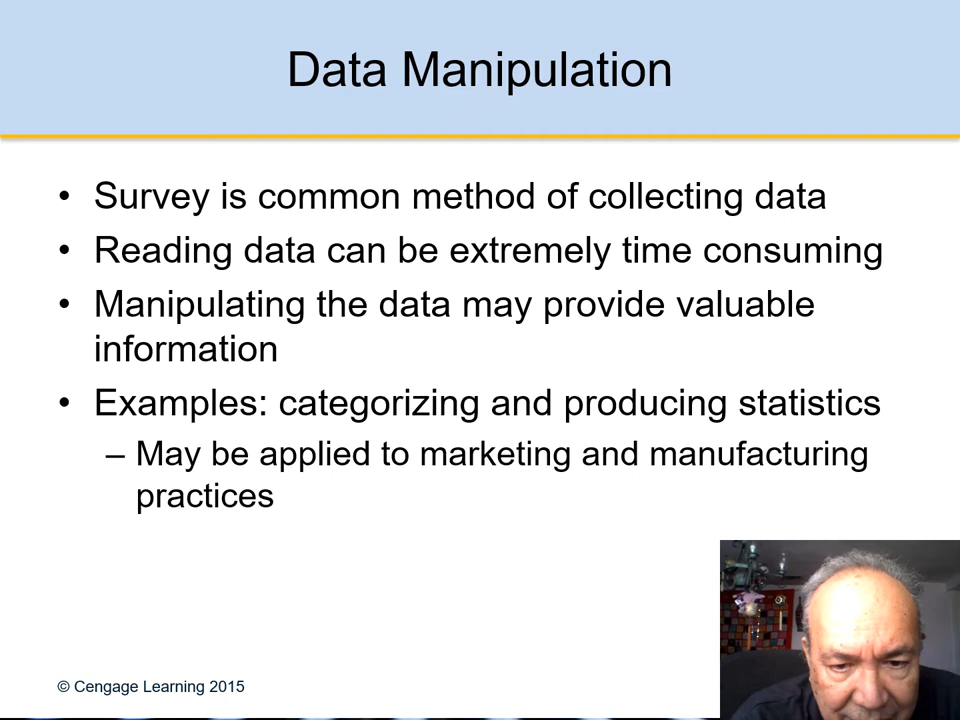 Data Manipulation
• Survey is common method of collecting data
• Reading data can be extremely time consuming
• Manipulating the data may provide valuable
information
• Examples: categorizing and producing statistics
– May be applied to marketing and manufacturing
practices
© Cengage Learning 2015